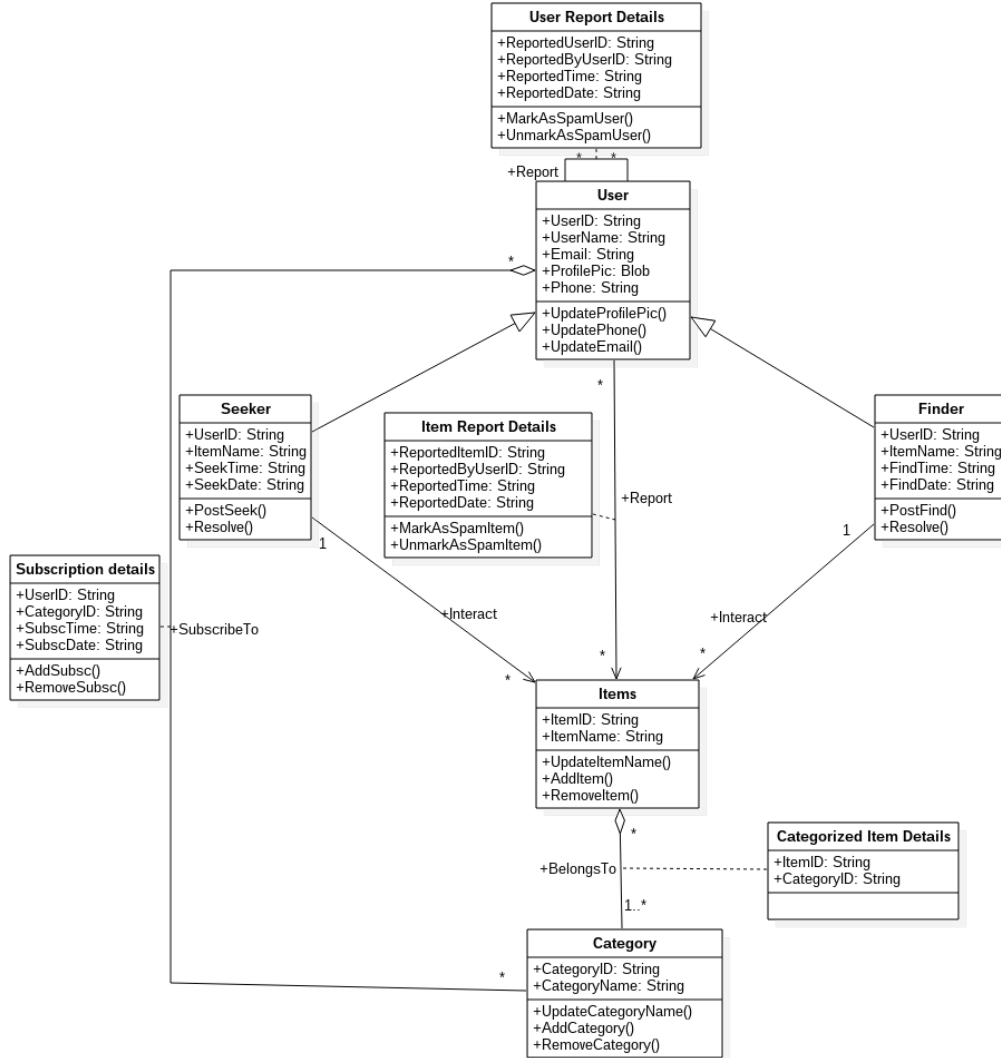 User Report Details
+ReportedUserID: String
+ReportedByUserID: String
+ReportedTime: String
+ReportedDate: String
+MarkAsSpamUser()
+UnmarkAsSpamUser()
* *
+Report
User
+UserID: String
+UserName: String
+Email: String
+ProfilePic: Blob
+Phone: String
+UpdateProfilePic()
+UpdatePhone()
+UpdateEmail()
*
*
Seeker
+UserID: String
+ItemName: String
+SeekTime: String
+SeekDate: String
+PostSeek()
+Resolve()
1
Item Report Details
+ReportedItemID: String
+ReportedByUserID: String
+ReportedTime: String
+ReportedDate: String
+MarkAsSpamItem()
+UnmarkAsSpamItem()
+Report
Finder
+UserID: String
+ItemName: String
+FindTime: String
+FindDate: String
+PostFind()
+Resolve()
1
Subscription details
+UserID: String
+CategoryID: String
+SubscTime: String
+SubscDate: String
+AddSubsc()
+RemoveSubsc()
+SubscribeTo
+Interact
+Interact
*
*
*
Items
+ItemID: String
+ItemName: String
+UpdateItemName()
+AddItem()
+RemoveItem()
*
+BelongsTo
1..*
Categorized Item Details
+ItemID: String
+CategoryID: String
*
Category
+CategoryID: String
+CategoryName: String
+UpdateCategoryName()
+AddCategory()
+RemoveCategory()